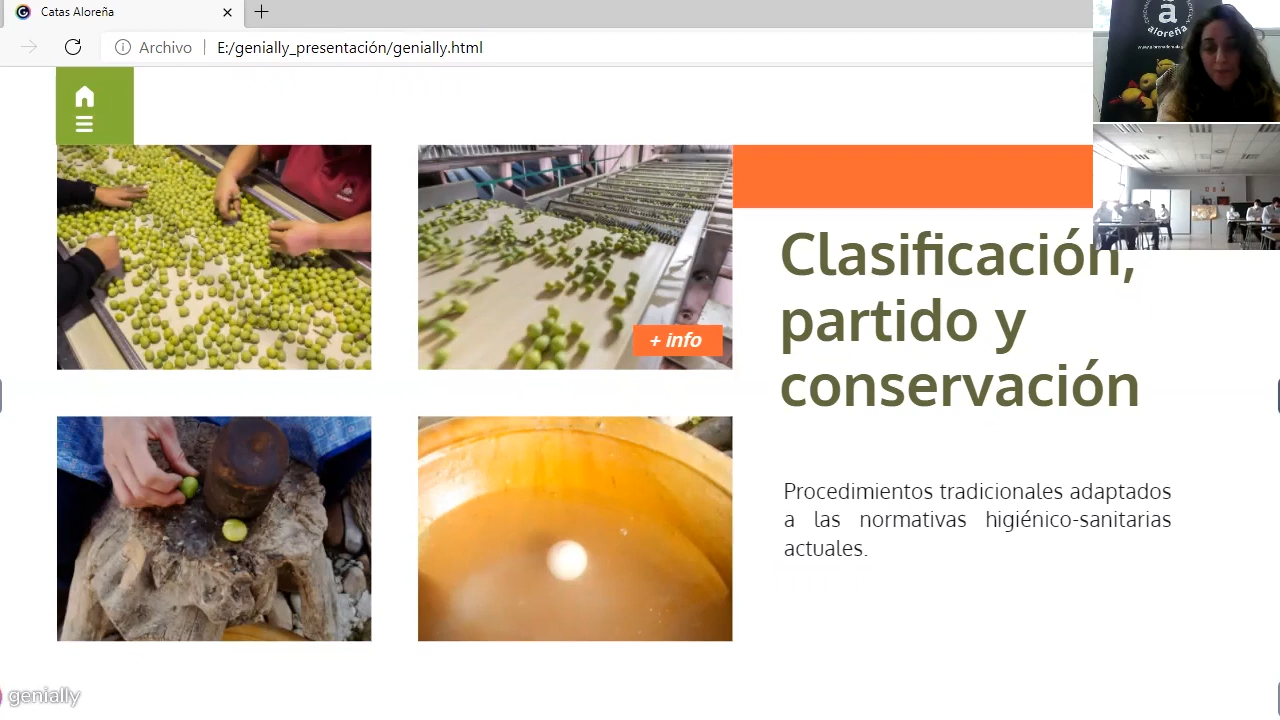 Catas Aloreña
Archivo
E:/genially_presentación/genially.html
a
aloreña
+ info
Clasificación,
partido y
conservación
Procedimientos tradicionales adaptados
a las normativas higiénico-sanitarias
actuales.
genially